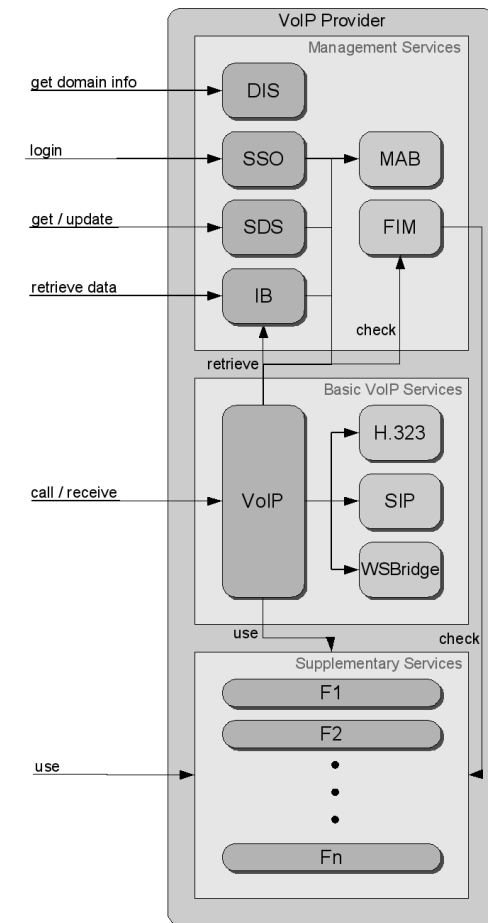 VoIP Provider
Management Services
get domain info
DIS
login
SSO
MAB
get / update
SDS
FIM
retrieve data
IB
check
retrieve
Basic VoIP Services
H.323
call / receive
VoIP
SIP
WSBridge
use
check
Supplementary Services
F1
F2
use
Fn